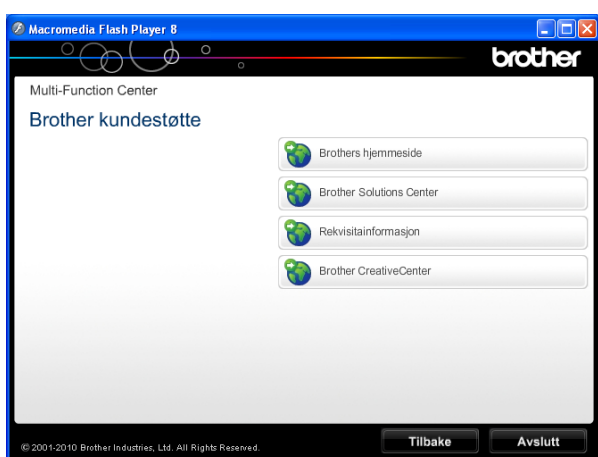 Macromedia Flash Player 8
brother
Multi-Function Center
Brother kundestøtte
Brothers hjemmeside
Brother Solutions Center
Rekvisitainformasjon
Brother CreativeCenter
© 2001-2010 Brother Industries, Ltd. All Rights Reserved.
Tilbake
Avslutt